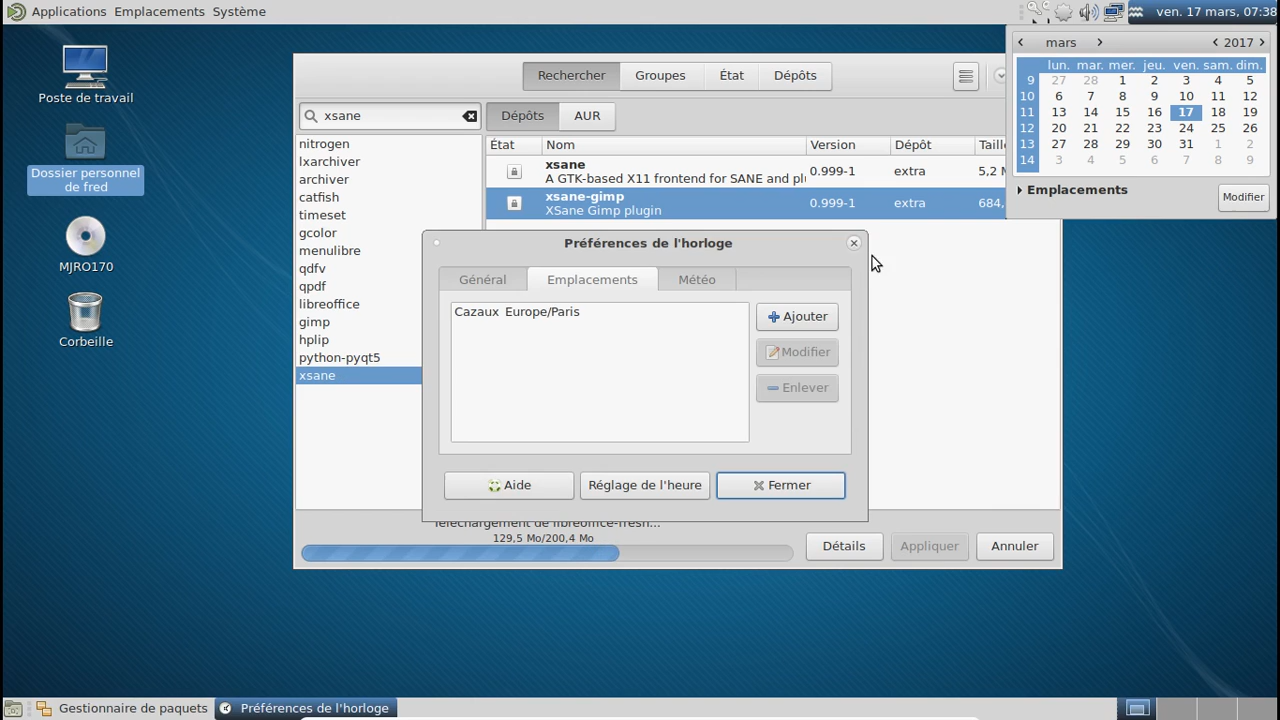 Applications Emplacements Système
ven. 17 mars, 07:38
Poste de travail
Dossier personnel
de fred
MJRO170
Corbeille
Rechercher Groupes État Dépôts
xsane
Dépôts AUR
nitrogen
lxarchiver
archiver
catfish
timeset
gcolor
menulibre
qdfv
qpdf
libreoffice
gimp
hplip
python-pyqt5
xsane
État Nom Version Dépôt Taille
xsane
A GTK-based X11 frontend for SANE and
0.999-1 extra 5,2
xsane-gimp
XSane Gimp plugin
0.999-1 extra 684,
mars 2017
lun. mar. mer. jeu. ven. sam. dim.
9 27 28 1 2 3 4 5
10 6 7 8 9 10 11 12
11 13 14 15 16 17 18 19
12 20 21 22 23 24 25 26
13 27 28 29 30 31 1 2
14 3 4 5 6 7 8 9
Emplacements
Modifier
Préférences de l'horloge
Général Emplacements Météo
Cazaux Europe/Paris
Ajouter
Modifier
Enlever
Aide Réglage de l'heure Fermer
Téléchargement de libreoffice-fresh...
129,5 Mo/200,4 Mo
Détails Appliquer Annuler
Gestionnaire de paquets Préférences de l'horloge